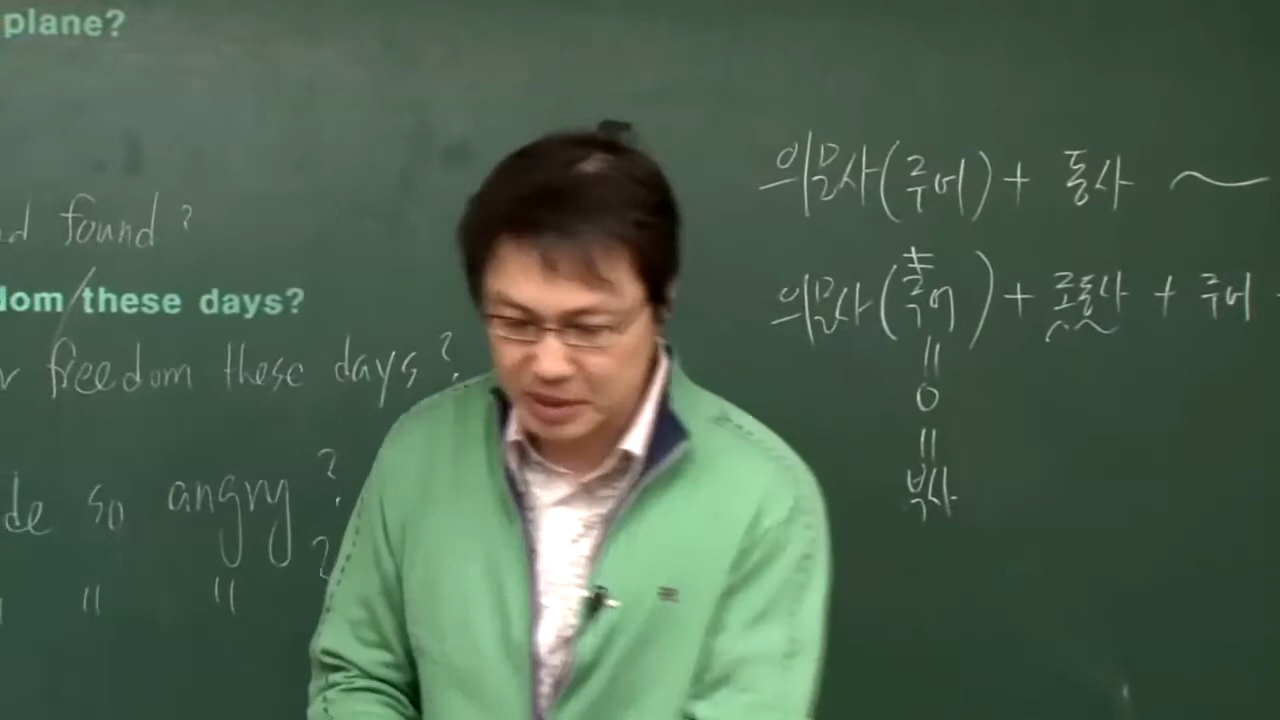 plane?
d found?
dom these days?
r freedom these days?
de so angry?
" " ?
의문사(주어) + 동사 ~
의문사(주어) + 조동사 + 주어
=
0
=
부사